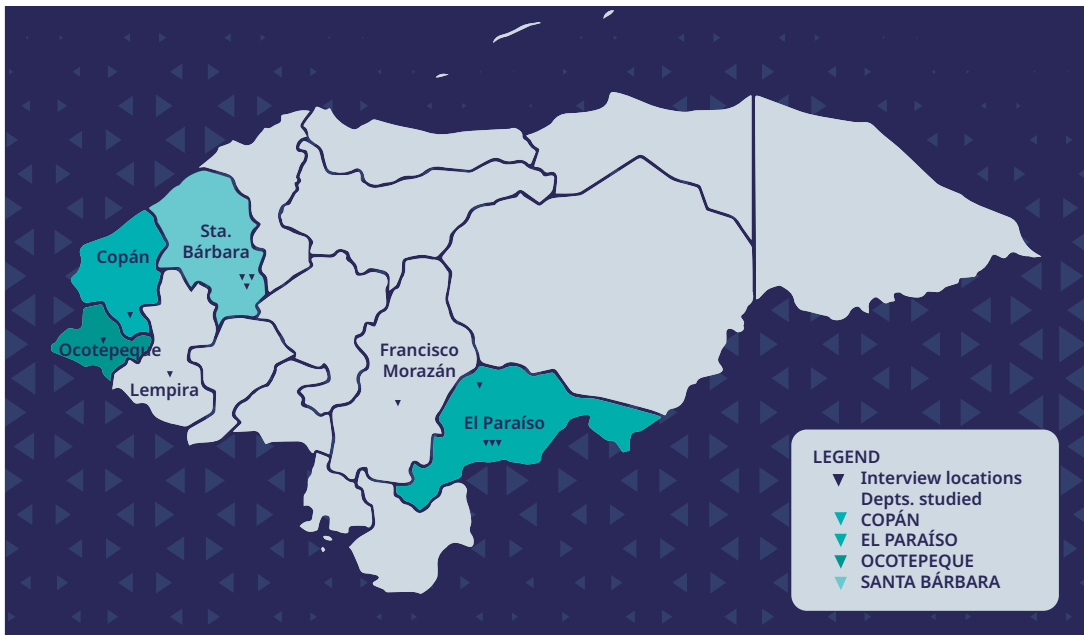 Sta.
Bárbara
Copán
Ocotepeque
Lempira
Francisco
Morazán
El Paraíso
LEGEND
Interview locations
Depts. studied
COPÁN
EL PARAÍSO
OCOTEPEQUE
SANTA BÁRBARA